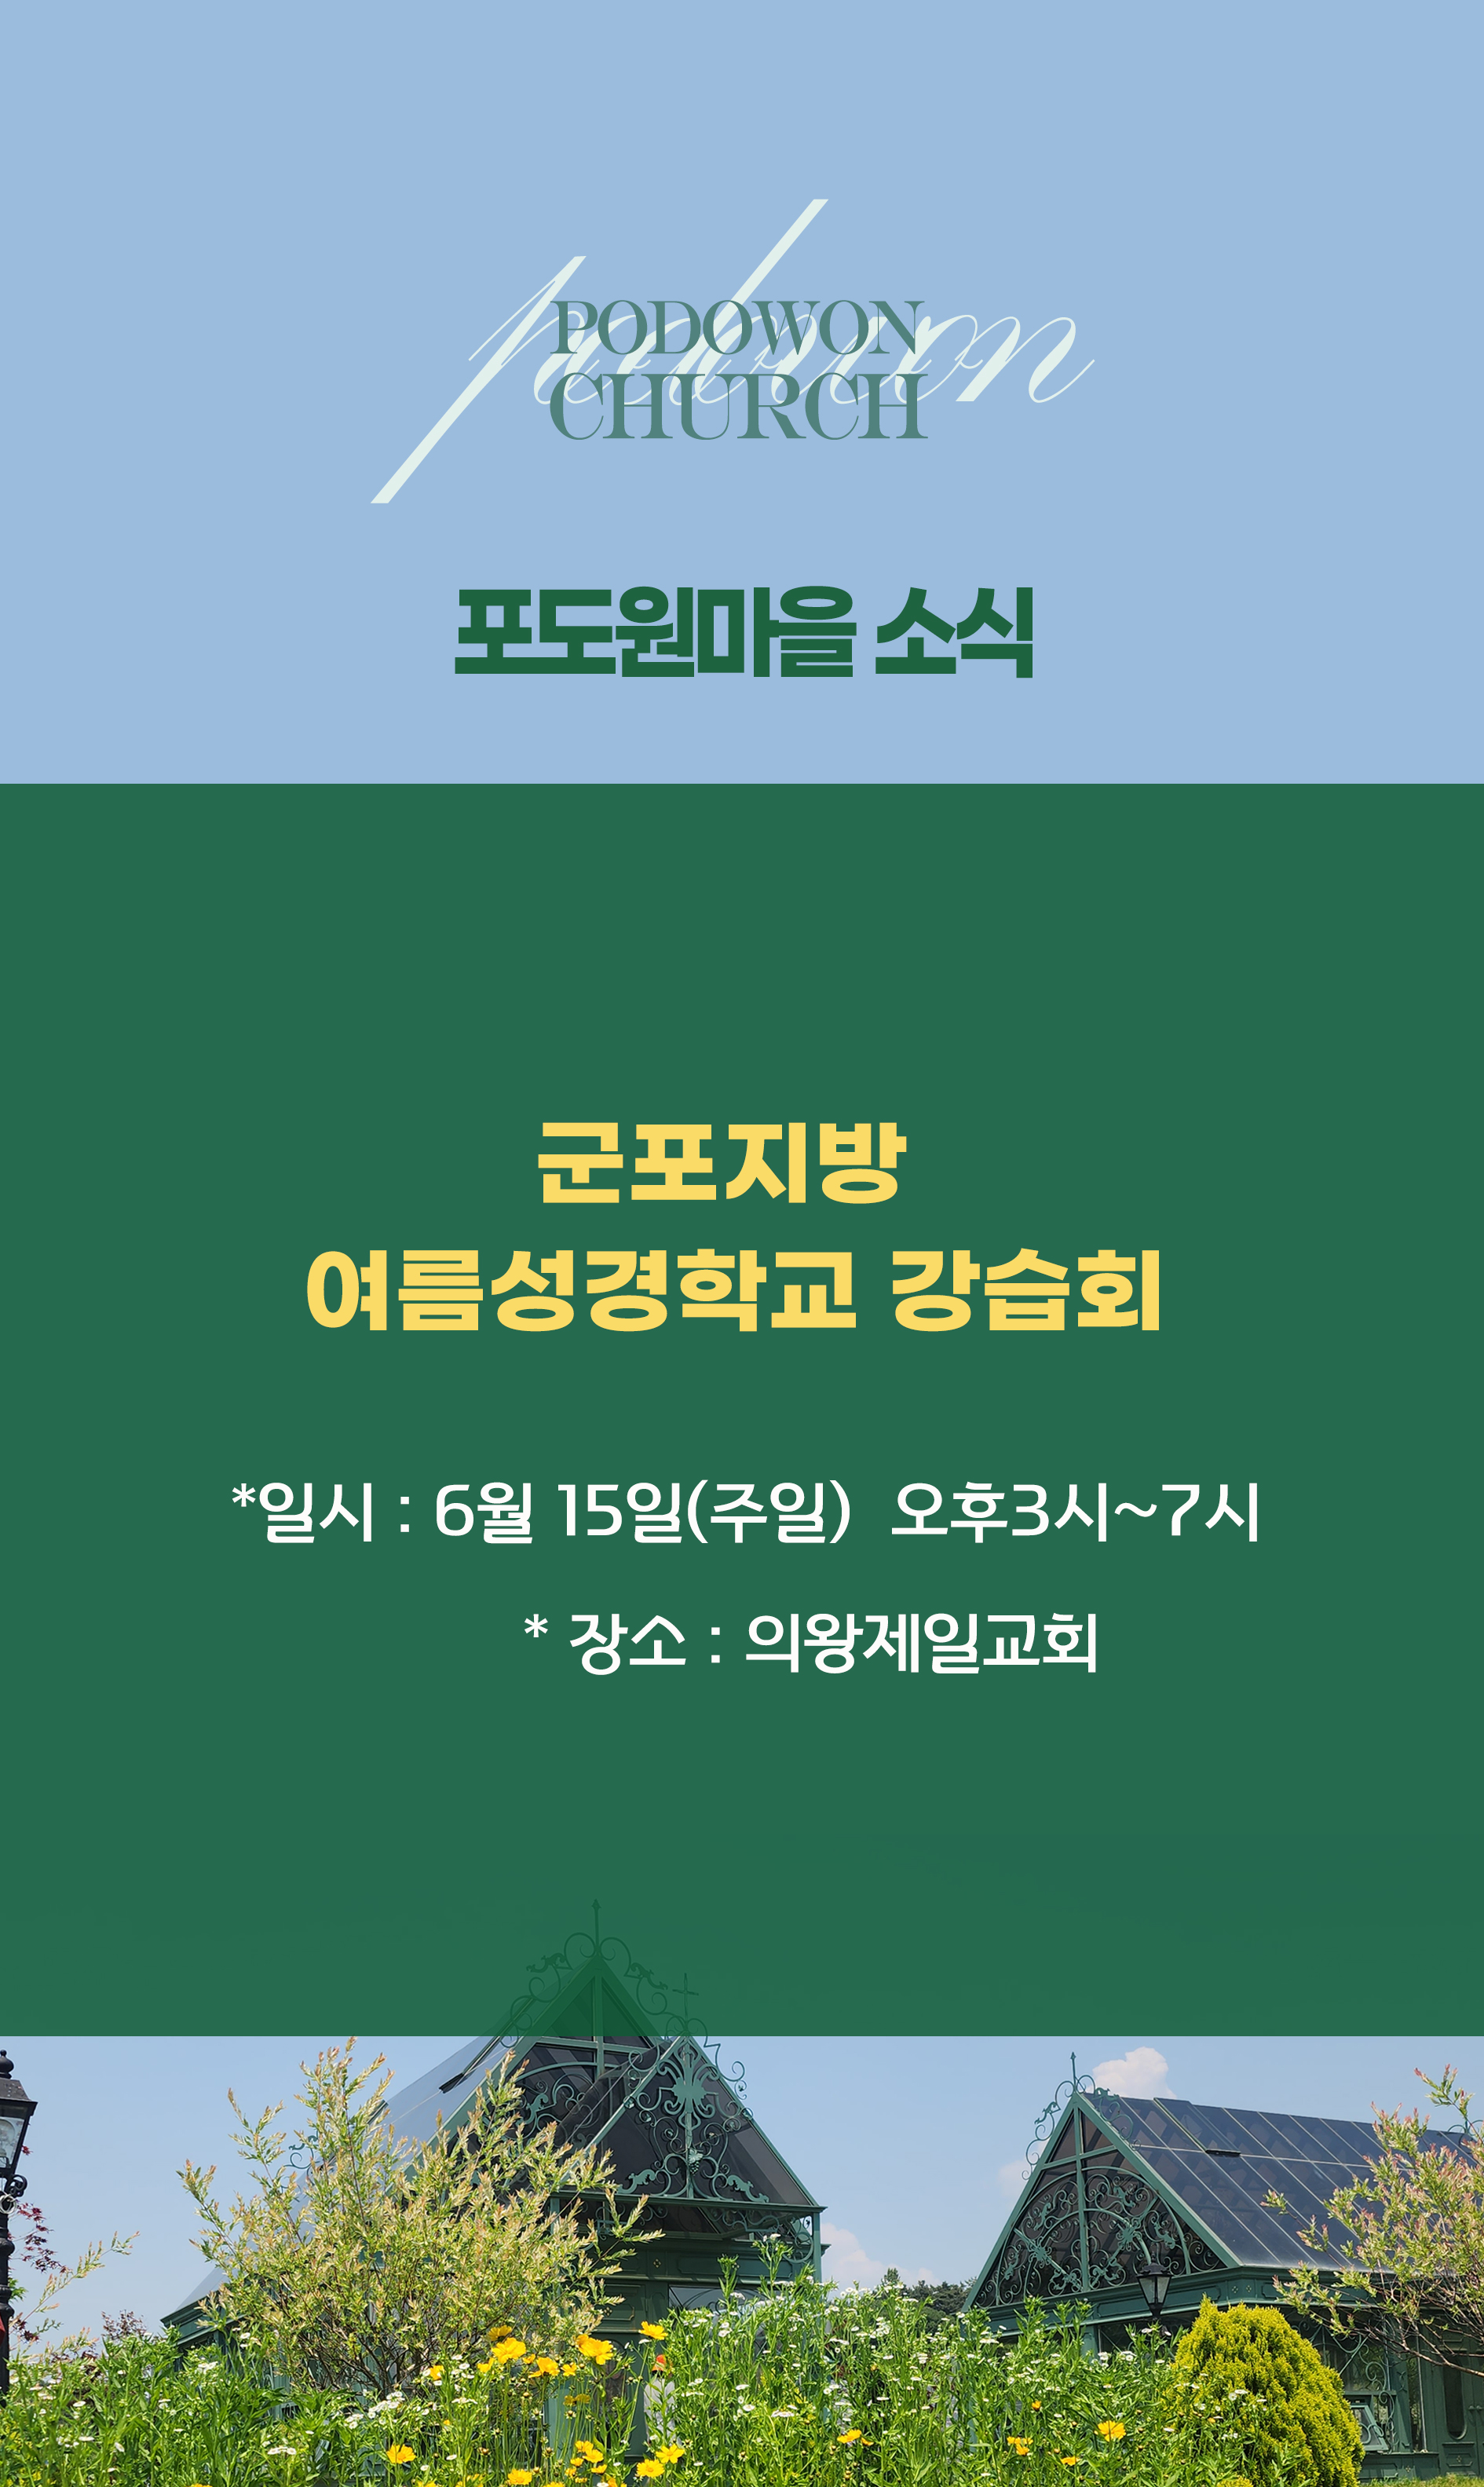 podowon
PODOWON
CHURCH
포도원마을 소식
군포지방
여름성경학교 강습회
*일시 : 6월 15일(주일) 오후3시~7시
* 장소 : 의왕제일교회